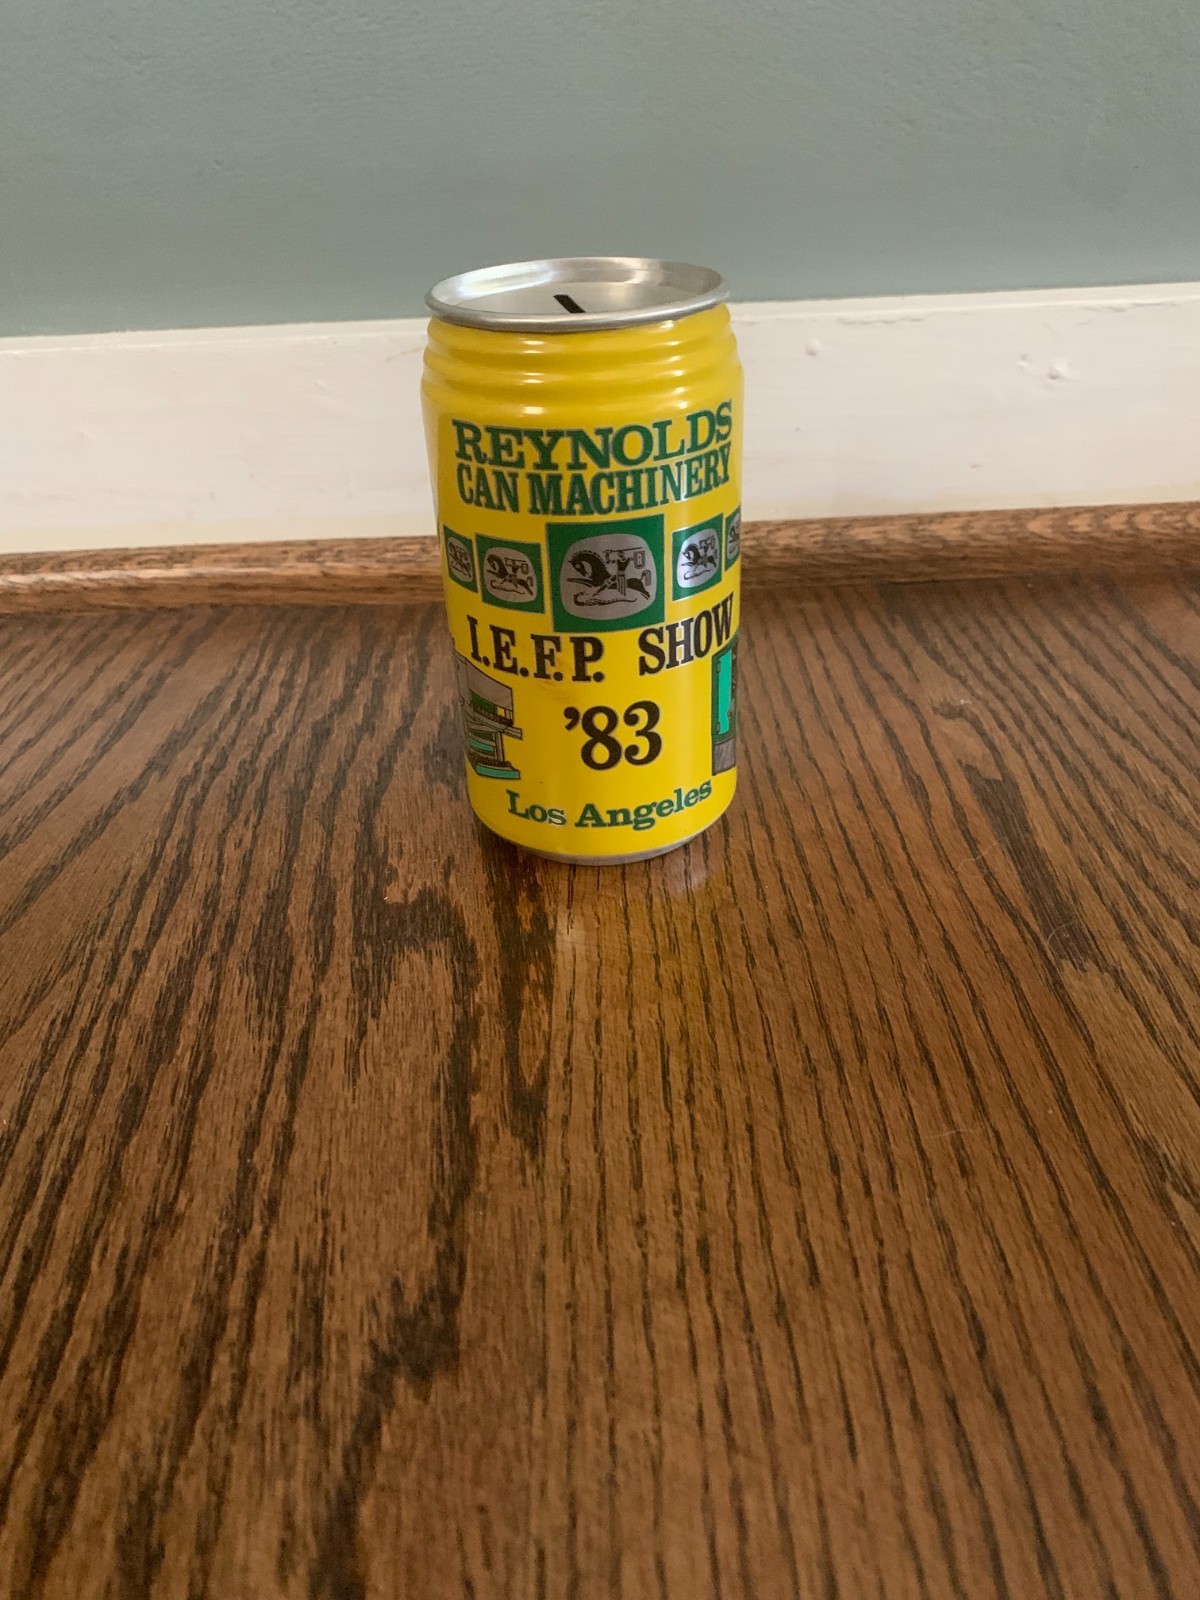 REYNOLDS
CAN MACHINERY
I.E.F.P. SHOW
'83
Los Angeles